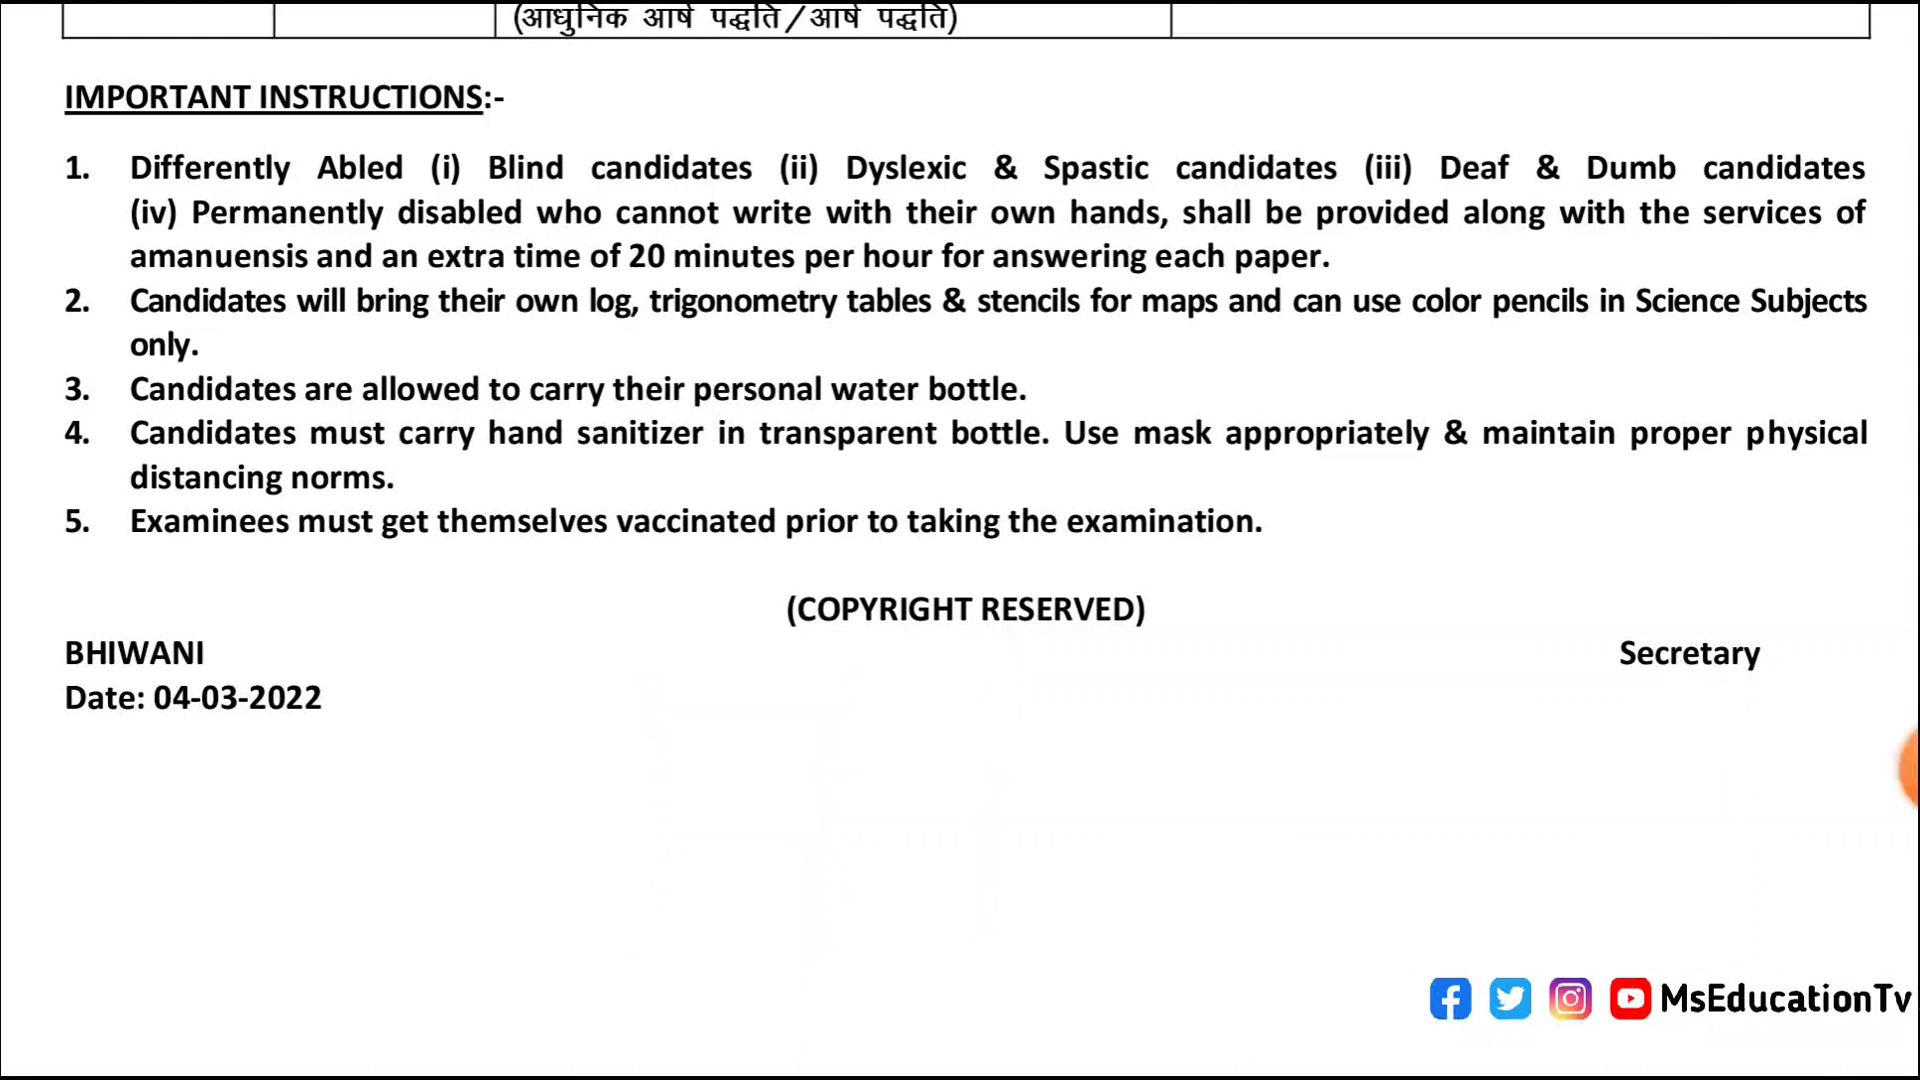 (आधुनिक आर्ष पद्धति/आर्ष पद्धति)
IMPORTANT INSTRUCTIONS:-
1. Differently Abled (i) Blind candidates (ii) Dyslexic & Spastic candidates (iii) Deaf & Dumb candidates
(iv) Permanently disabled who cannot write with their own hands, shall be provided along with the services of
amanuensis and an extra time of 20 minutes per hour for answering each paper.
2. Candidates will bring their own log, trigonometry tables & stencils for maps and can use color pencils in Science Subjects
only.
3. Candidates are allowed to carry their personal water bottle.
4. Candidates must carry hand sanitizer in transparent bottle. Use mask appropriately & maintain proper physical
distancing norms.
5. Examinees must get themselves vaccinated prior to taking the examination.
(COPYRIGHT RESERVED)
BHIWANI Secretary
Date: 04-03-2022
MsEducationTv